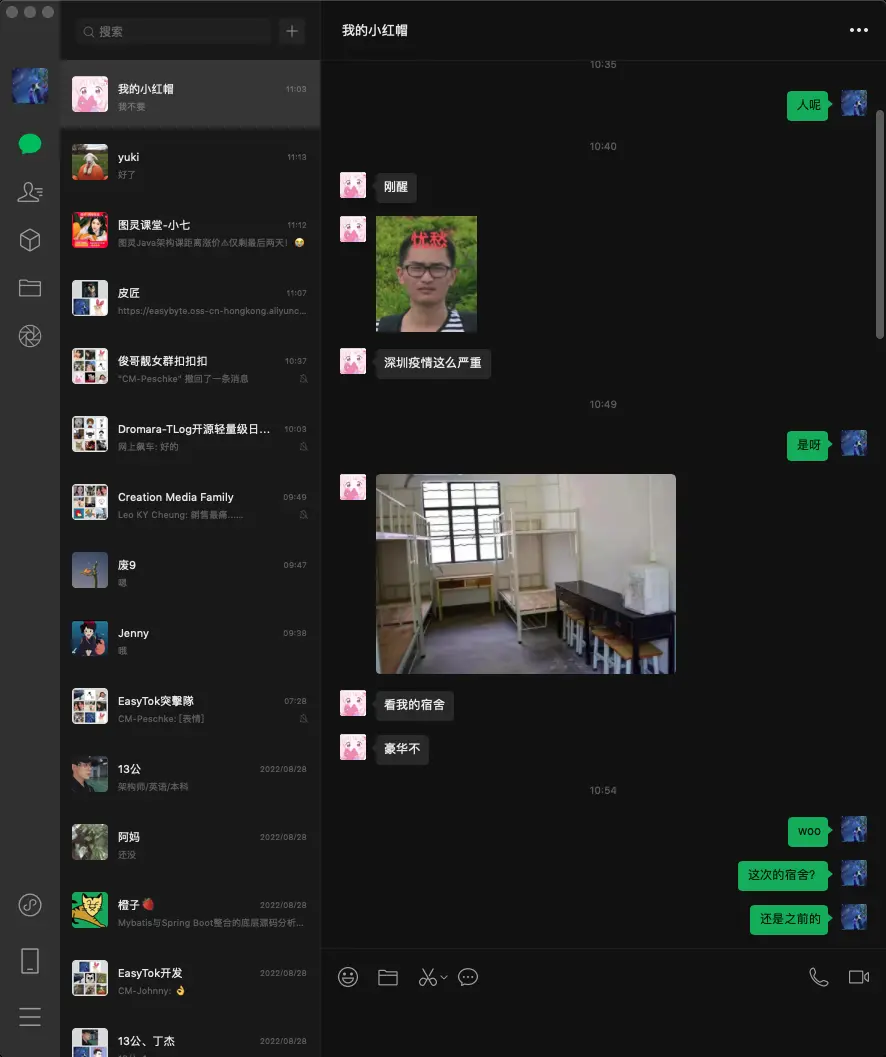 搜索
我的小红帽
11:03
我不要
yuki
11:13
好了
图灵课堂-小七
11:12
图灵Java架构课距离涨价⚠仅剩最后两天！😭
皮匠
11:07
https://easybyte.oss-cn-hongkong.aliyunc...
俊哥靓女群扣扣扣
10:37
"CM-Peschke" 撤回了一条消息
Dromara-TLog开源轻量级日...
10:03
网上飙车: 好的
Creation Media Family
09:49
Leo KY Cheung: 銷售最痛......
废9
09:47
嗯
Jenny
09:39
哦
EasyTok突擊隊
07:28
CM-Peschke: [表情]
13公
2022/08/28
架构师/英语/本科
阿妈
2022/08/28
还没
橙子🍓
2022/08/28
Mybatis与Spring Boot整合的底层源码分析...
EasyTok开发
2022/08/28
CM-Johnny: 👌
13公、丁杰
2022/08/28
我的小红帽
10:35
人呢
10:40
刚醒
忧愁
深圳疫情这么严重
10:49
是呀
看我的宿舍
豪华不
10:54
woo
这次的宿舍？
还是之前的